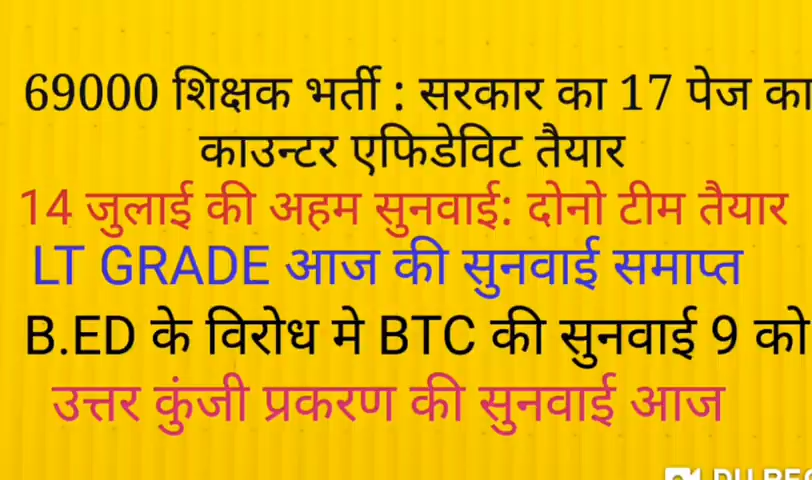 69000 शिक्षक भर्ती : सरकार का 17 पेज का
काउन्टर एफिडेविट तैयार
14 जुलाई की अहम सुनवाई: दोनो टीम तैयार
LT GRADE आज की सुनवाई समाप्त
B.ED के विरोध मे BTC की सुनवाई 9 को
उत्तर कुंजी प्रकरण की सुनवाई आज